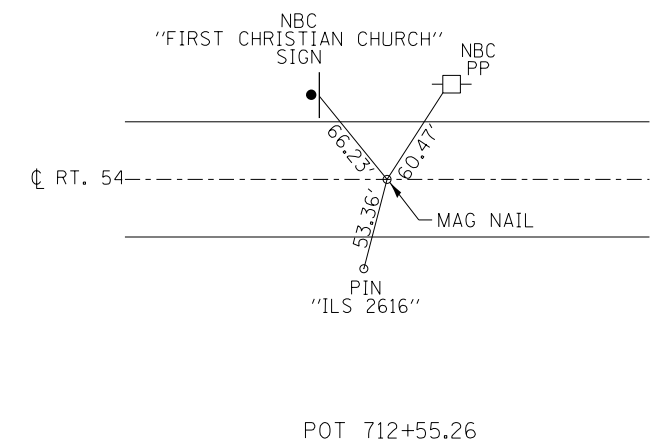 NBC
"FIRST CHRISTIAN CHURCH"
SIGN
NBC
PP
66.23'
60.47'
℄ RT. 54
53.36'
MAG NAIL
PIN
"ILS 2616"
POT 712+55.26